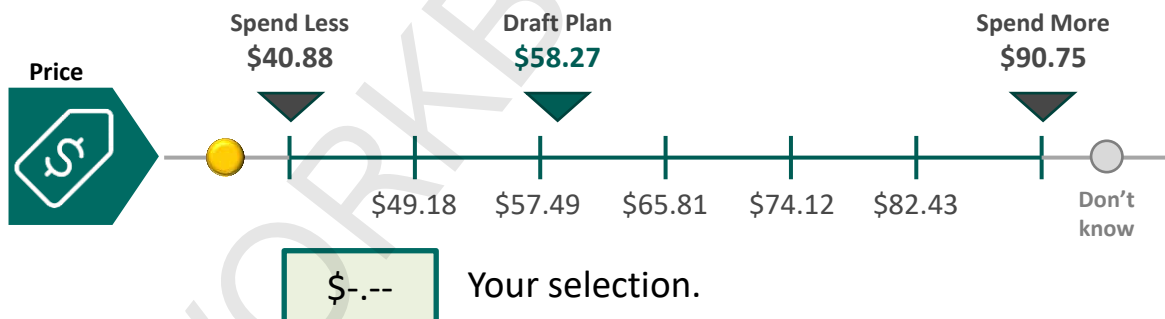 Spend Less
$40.88
Draft Plan
$58.27
Spend More
$90.75
Price
$
$49.18
$57.49
$65.81
$74.12
$82.43
Don't
know
$-.--
Your selection.